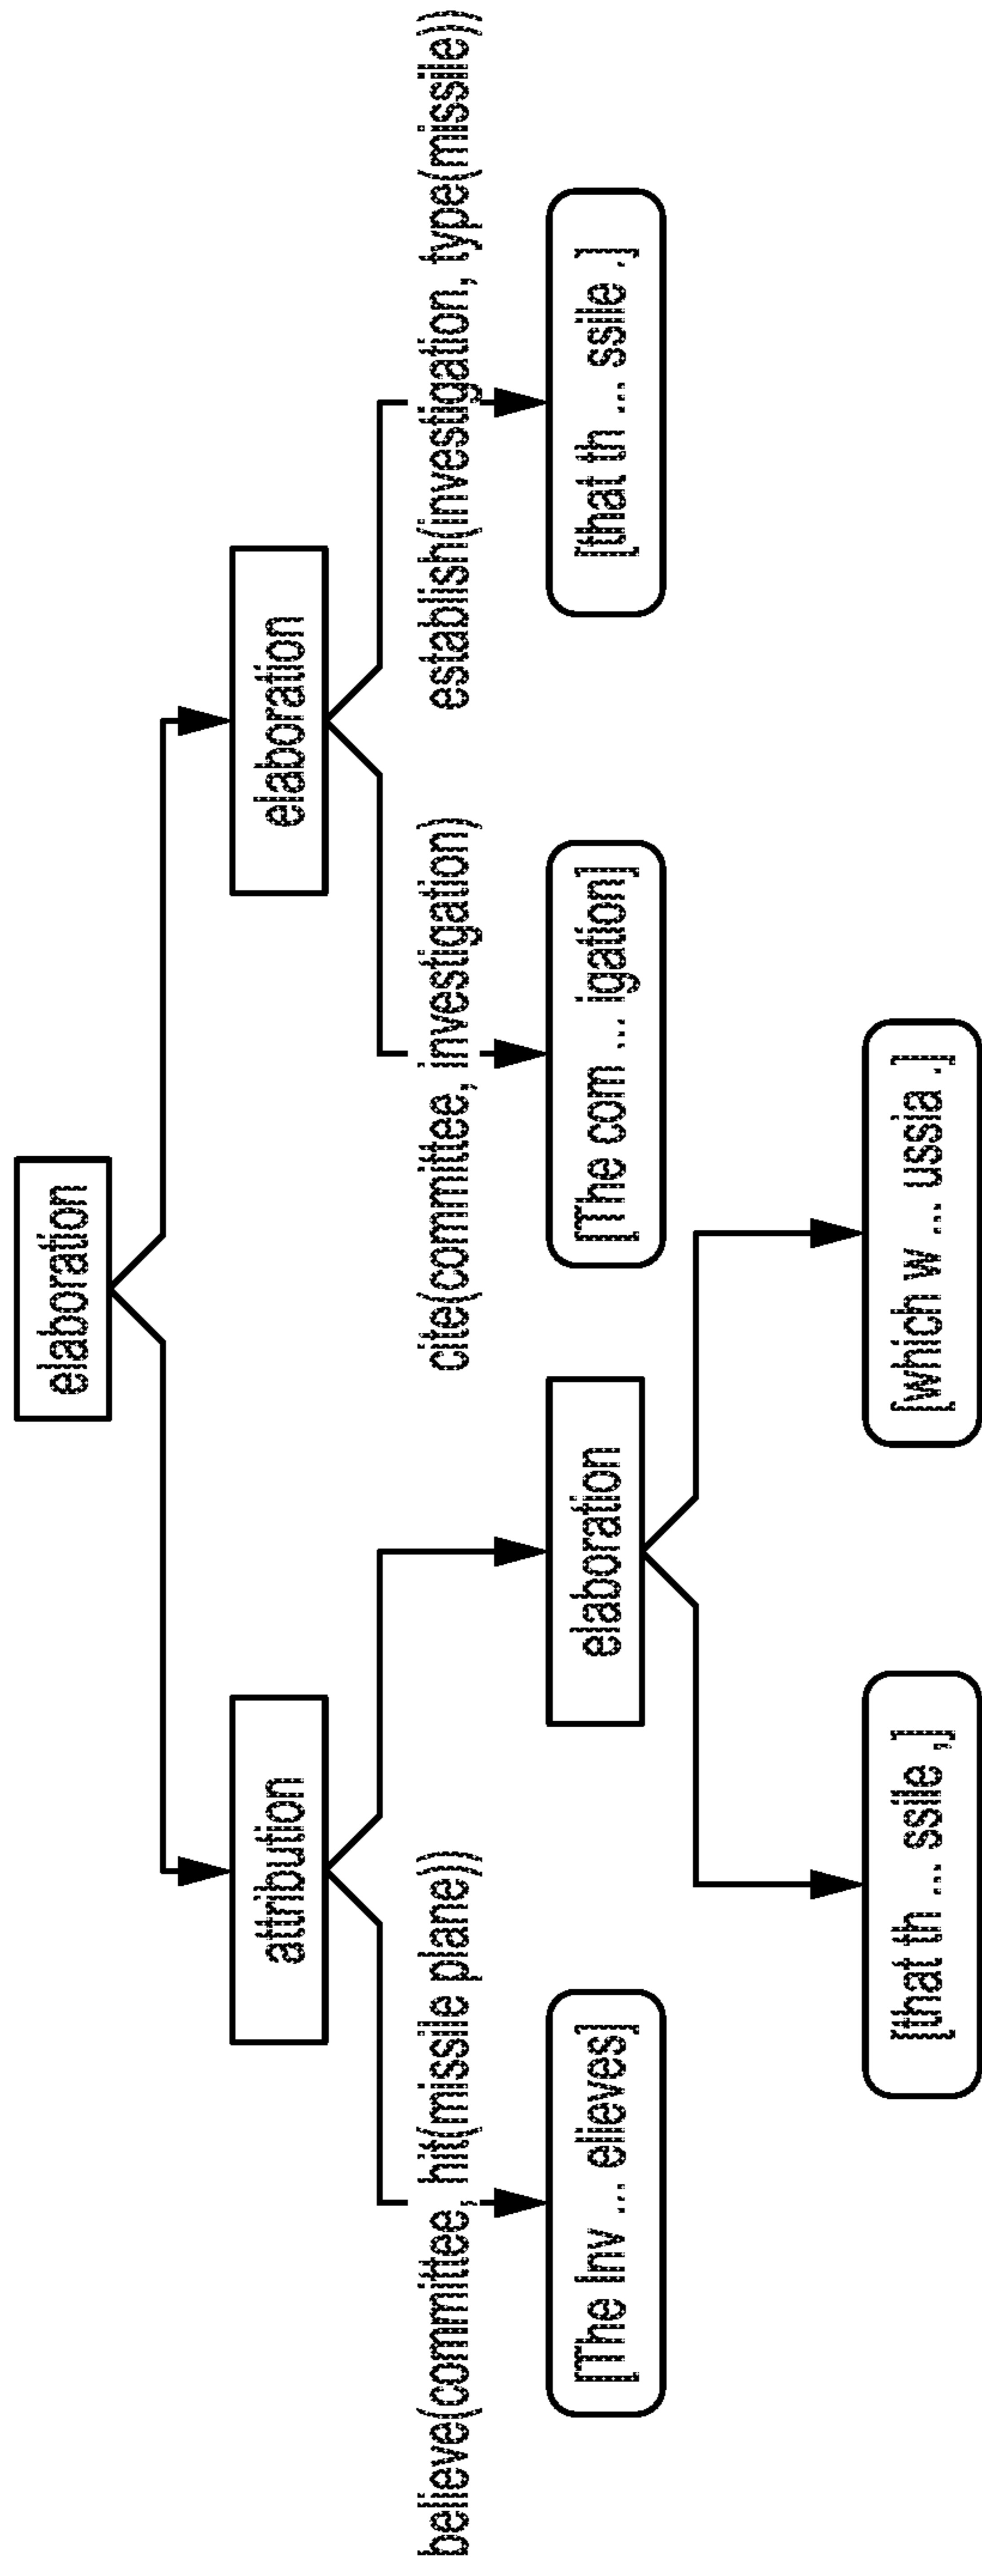 elaboration
attribution
elaboration
believe(committee, hit(missile plane))
cite(committee, investigation)
establish(investigation, type(missile))
[The Inv ... elieves]
elaboration
[The com ... igation]
[that th ... ssile .]
[that th ... ssile ,]
[which w ... ussia .]